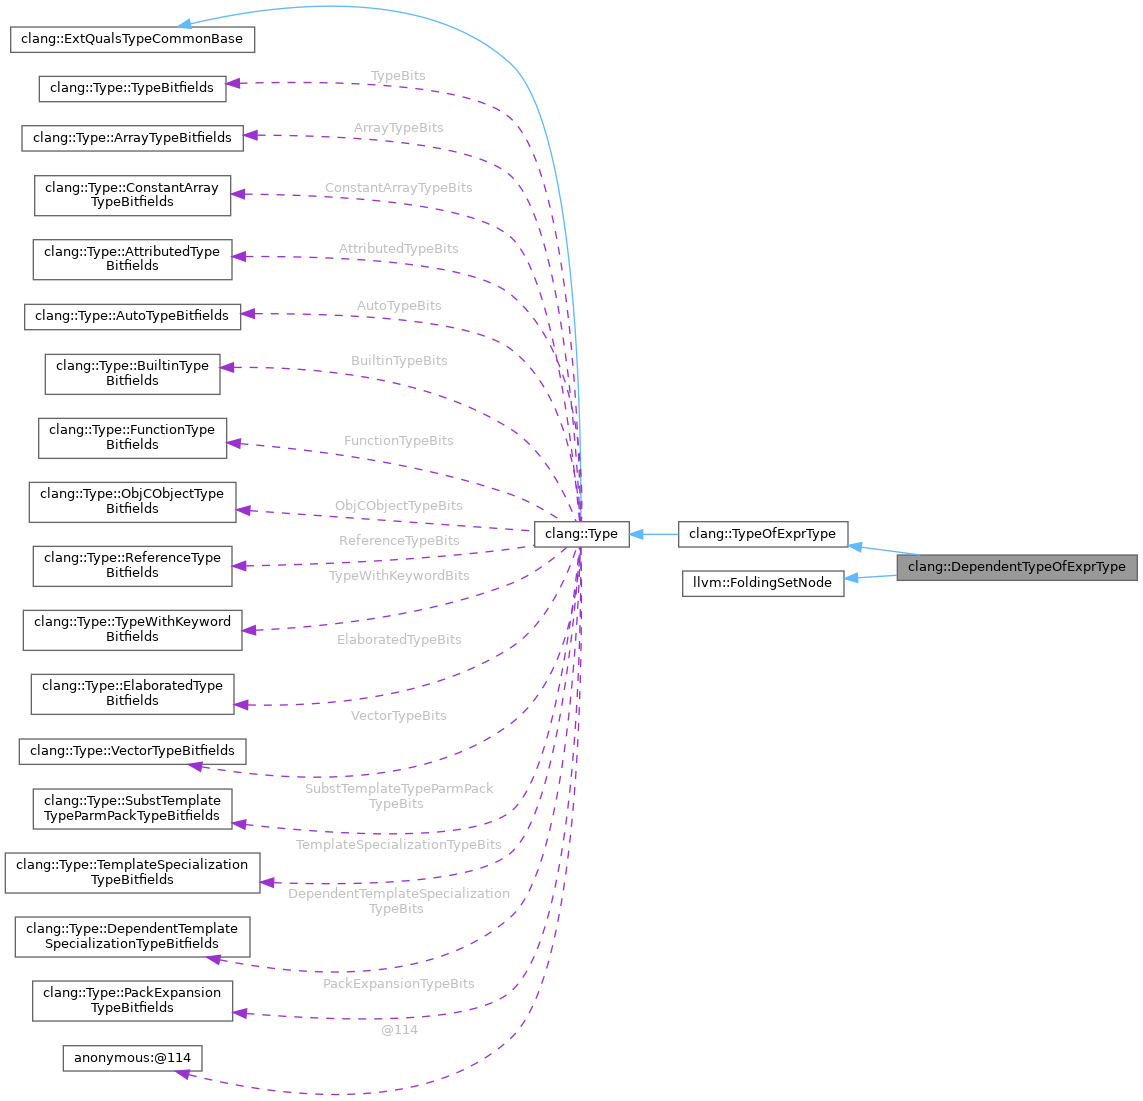 clang::ExtQualsTypeCommonBase
TypeBits
clang::Type::TypeBitfields
ArrayTypeBits
clang::Type::ArrayTypeBitfields
ConstantArrayTypeBits
clang::Type::ConstantArray
TypeBitfields
AttributedTypeBits
clang::Type::AttributedType
Bitfields
AutoTypeBits
clang::Type::AutoTypeBitfields
BuiltinTypeBits
clang::Type::BuiltinType
Bitfields
FunctionTypeBits
clang::Type::FunctionType
Bitfields
ObjCObjectTypeBits
clang::Type::ObjCObjectType
Bitfields
clang::Type
clang::TypeOfExprType
ReferenceTypeBits
clang::Type::ReferenceType
Bitfields
clang::DependentTypeOfExprType
llvm::FoldingSetNode
TypeWithKeywordBits
clang::Type::TypeWithKeyword
Bitfields
ElaboratedTypeBits
clang::Type::ElaboratedType
Bitfields
VectorTypeBits
clang::Type::VectorTypeBitfields
SubstTemplateTypeParmPack
TypeBits
clang::Type::SubstTemplate
TypeParmPackTypeBitfields
TemplateSpecializationTypeBits
clang::Type::TemplateSpecialization
TypeBitfields
DependentTemplateSpecialization
TypeBits
clang::Type::DependentTemplate
SpecializationTypeBitfields
PackExpansionTypeBits
clang::Type::PackExpansion
TypeBitfields
@114
anonymous:@114